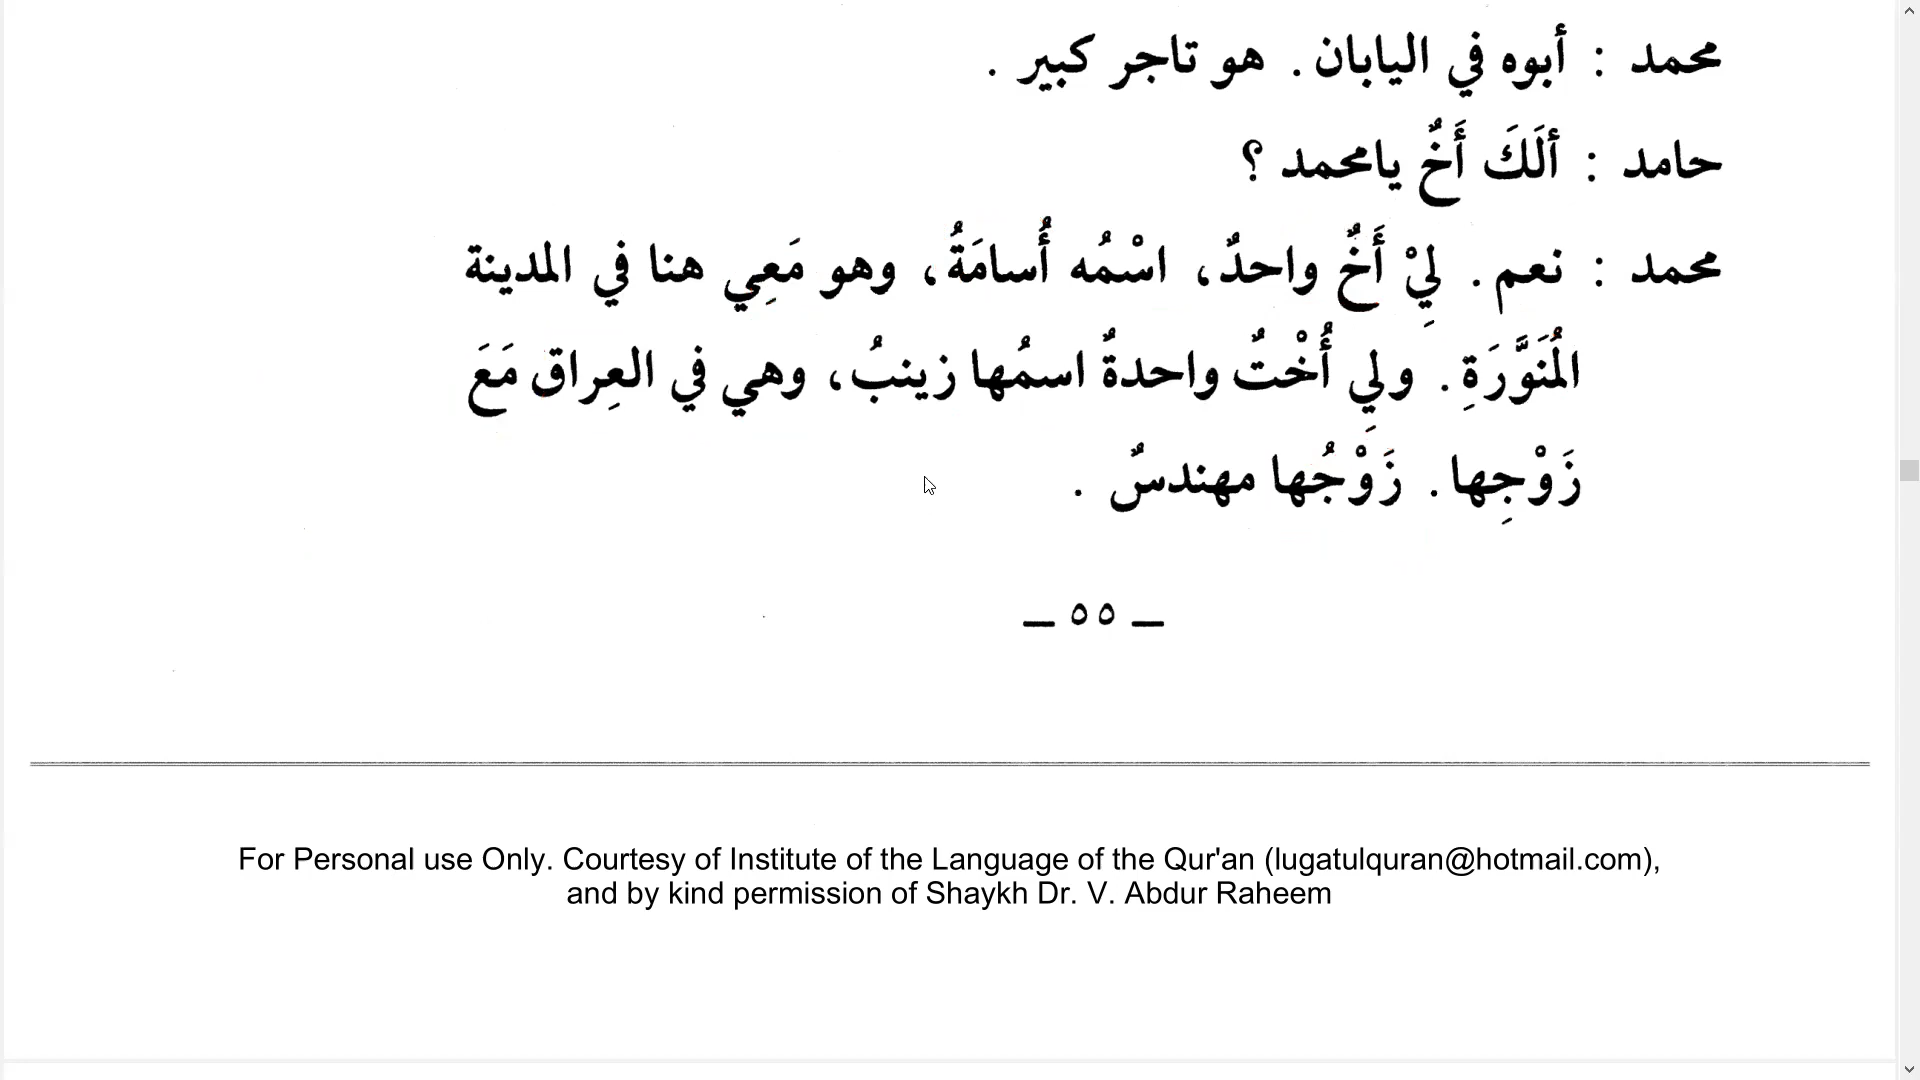 محمد : أبوه في اليابان . هو تاجر كبير .
حامد : ألَكَ أَخٌ يامحمد ؟
محمد : نعم . لِيْ أَخٌ واحدٌ، اسْمُه أُسامَةُ، وهو مَعِي هنا في المدينة
المُنَوَّرَةِ . ولِي أُخْتٌ واحدةٌ اسمُها زينبُ، وهي في العِراق مَعَ
زَوْجِها . زَوْجُها مهندسٌ .
— ٥٥ —
For Personal use Only. Courtesy of Institute of the Language of the Qur'an (lugatulquran@hotmail.com),
and by kind permission of Shaykh Dr. V. Abdur Raheem